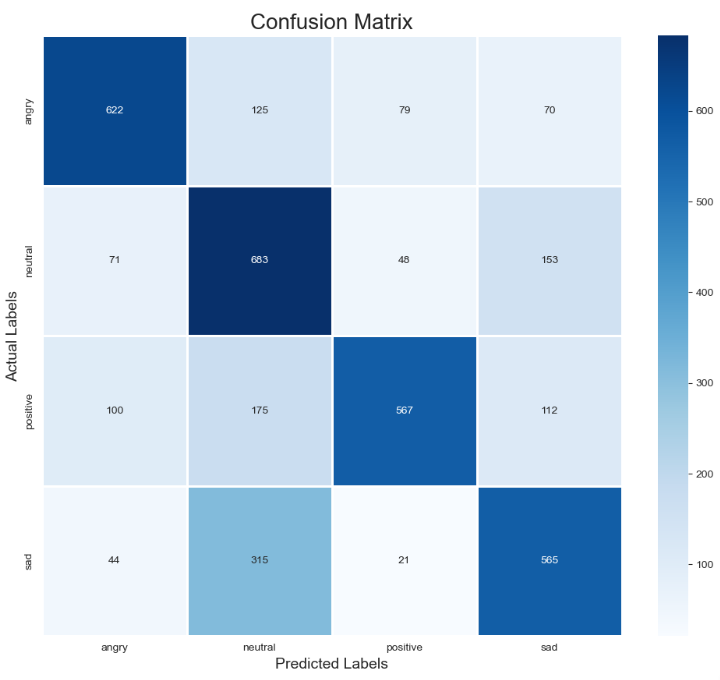 Confusion Matrix
angry 622 125 79 70
neutral 71 683 48 153
positive 100 175 567 112
sad 44 315 21 565
angry neutral positive sad
Predicted Labels
Actual Labels
600
500
400
300
200
100